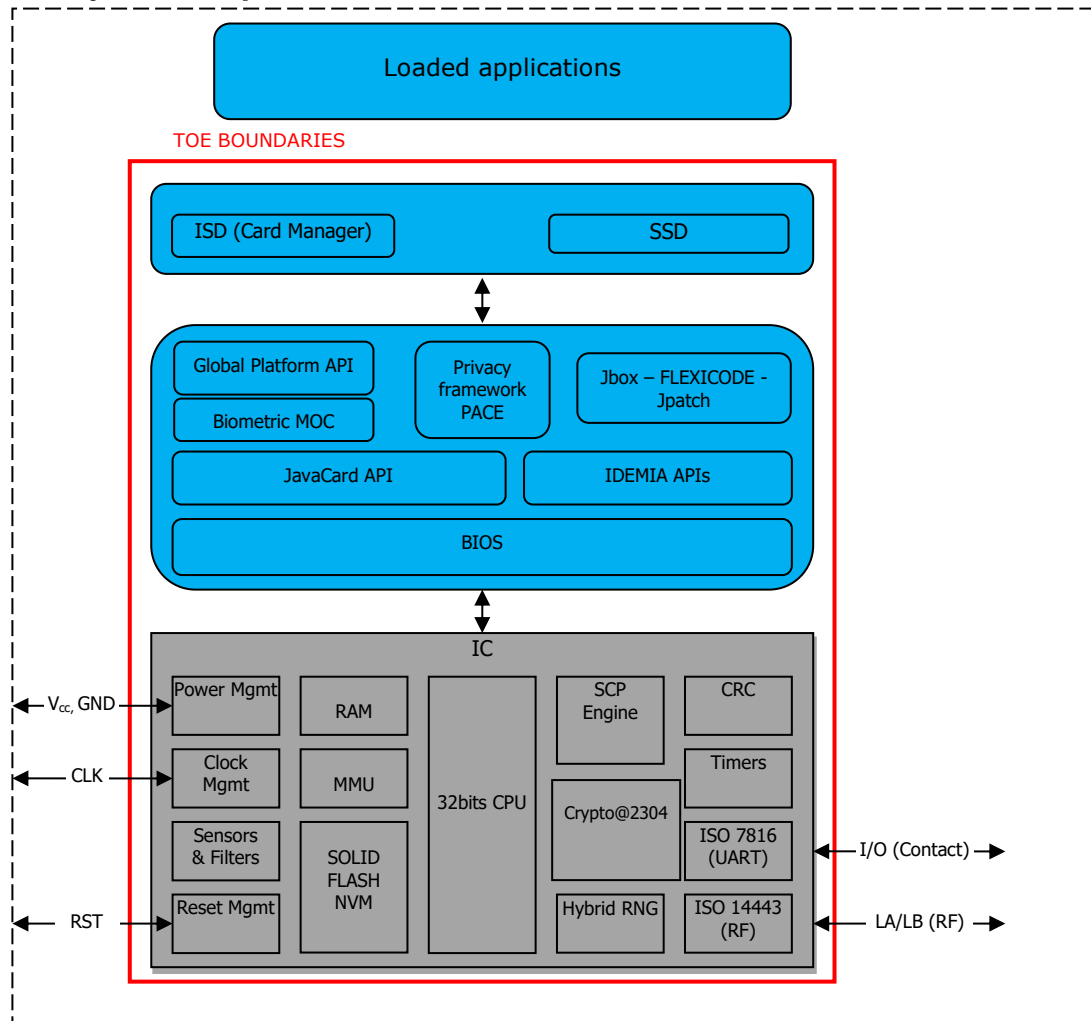 Loaded applications
TOE BOUNDARIES
ISD (Card Manager)
SSD
Global Platform API
Biometric MOC
Privacy
framework
PACE
Jbox – FLEXICODE -
Jpatch
JavaCard API
IDEMIA APIs
BIOS
IC
Power Mgmt
RAM
32bits CPU
SCP
Engine
CRC
Clock
Mgmt
MMU
Timers
Crypto@2304
Sensors
& Filters
SOLID
FLASH
NVM
ISO 7816
(UART)
Reset Mgmt
Hybrid RNG
ISO 14443
(RF)
Vcc, GND
CLK
RST
I/O (Contact)
LA/LB (RF)